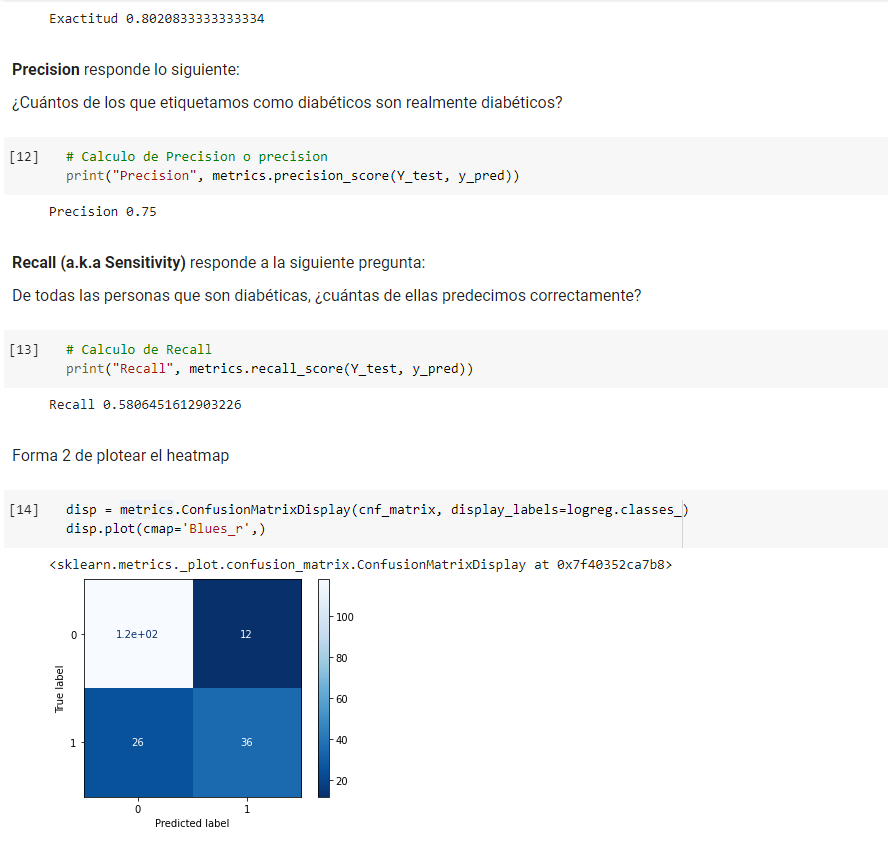 Exactitud 0.8020833333333334
Precision responde lo siguiente:
¿Cuántos de los que etiquetamos como diabéticos son realmente diabéticos?
[12] # Calculo de Precision o precision
print("Precision", metrics.precision_score(Y_test, y_pred))
Precision 0.75
Recall (a.k.a Sensitivity) responde a la siguiente pregunta:
De todas las personas que son diabéticas, ¿cuántas de ellas predecimos correctamente?
[13] # Calculo de Recall
print("Recall", metrics.recall_score(Y_test, y_pred))
Recall 0.5806451612903226
Forma 2 de plotear el heatmap
[14] disp = metrics.ConfusionMatrixDisplay(cnf_matrix, display_labels=logreg.classes_)
disp.plot(cmap='Blues_r',)
<sklearn.metrics._plot.confusion_matrix.ConfusionMatrixDisplay at 0x7f40352ca7b8>
100
0 1.2e+02 12
80
True label
60
1 26 36
40
20
0 1
Predicted label